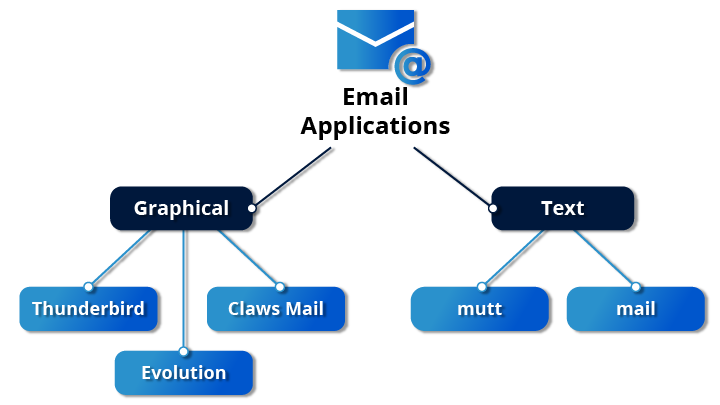 @
Email
Applications
Graphical
Text
Thunderbird
Claws Mail
mutt
mail
Evolution